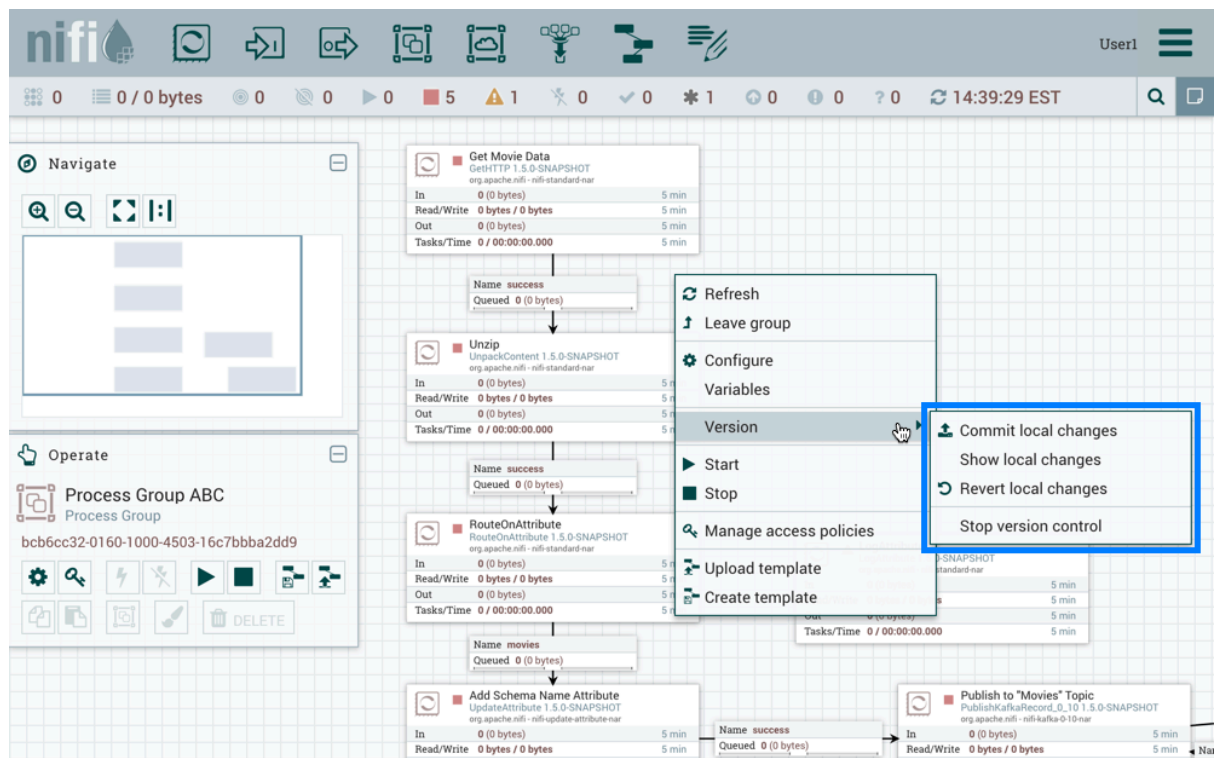 nifi
User1
0 0 / 0 bytes 0 0 0 5 1 0 0 1 0 0 ? 0 14:39:29 EST
Navigate
Operate
Process Group ABC
Process Group
bcb6cc32-0160-1000-4503-16c7bbba2dd9
DELETE
Get Movie Data
GetHTTP 1.5.0-SNAPSHOT
org.apache.nifi - nifi-standard-nar
In 0 (0 bytes) 5 min
Read/Write 0 bytes / 0 bytes 5 min
Out 0 (0 bytes) 5 min
Tasks/Time 0 / 00:00:00.000 5 min
Name success
Queued 0 (0 bytes)
Unzip
UnpackContent 1.5.0-SNAPSHOT
org.apache.nifi - nifi-standard-nar
In 0 (0 bytes) 5
Read/Write 0 bytes / 0 bytes 5
Out 0 (0 bytes) 5
Tasks/Time 0 / 00:00:00.000 5
Name success
Queued 0 (0 bytes)
RouteOnAttribute
RouteOnAttribute 1.5.0-SNAPSHOT
org.apache.nifi - nifi-standard-nar
In 0 (0 bytes) 5
Read/Write 0 bytes / 0 bytes 5
Out 0 (0 bytes) 5
Tasks/Time 0 / 00:00:00.000 5
Name movies
Queued 0 (0 bytes)
Add Schema Name Attribute
UpdateAttribute 1.5.0-SNAPSHOT
org.apache.nifi - nifi-update-attribute-nar
In 0 (0 bytes) 5 min
Read/Write 0 bytes / 0 bytes 5 min
Refresh
Leave group
Configure
Variables
Version
Start
Stop
Manage access policies
Upload template
Create template
Commit local changes
Show local changes
Revert local changes
Stop version control
-SNAPSHOT
standard-nar
5 min
5 min
5 min
Tasks/Time 0 / 00:00:00.000 5 min
Name success
Queued 0 (0 bytes)
Publish to "Movies" Topic
PublishKafkaRecord_0_10 1.5.0-SNAPSHOT
org.apache.nifi - nifi-kafka-0-10-nar
In 0 (0 bytes) 5 min
Read/Write 0 bytes / 0 bytes 5 min